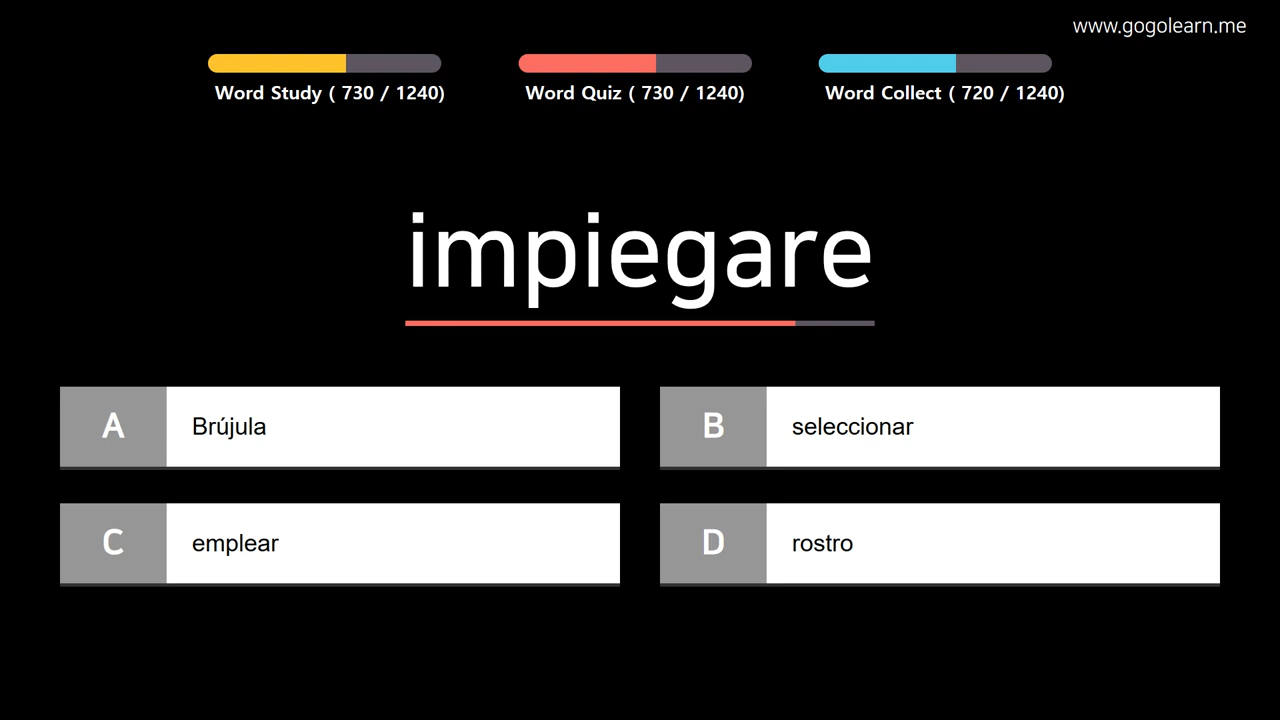 www.gogolearn.me
Word Study ( 730 / 1240)
Word Quiz ( 730 / 1240)
Word Collect ( 720 / 1240)
impiegare
A Brújula
B seleccionar
C emplear
D rostro